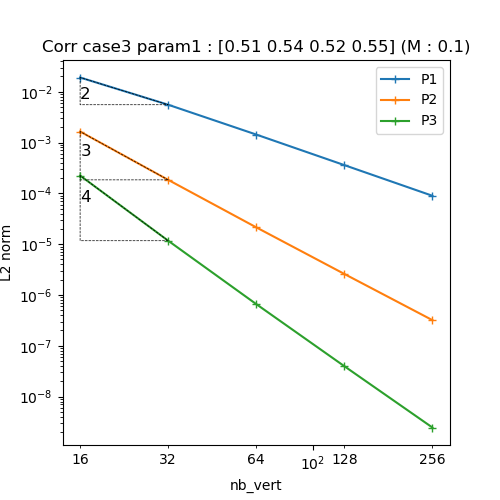 Corr case3 param1 : [0.51 0.54 0.52 0.55] (M : 0.1)
P1
P2
P3
10⁻²
10⁻³
10⁻⁴
10⁻⁵
10⁻⁶
10⁻⁷
10⁻⁸
L2 norm
2
3
4
16 32 64 10² 128 256
nb_vert